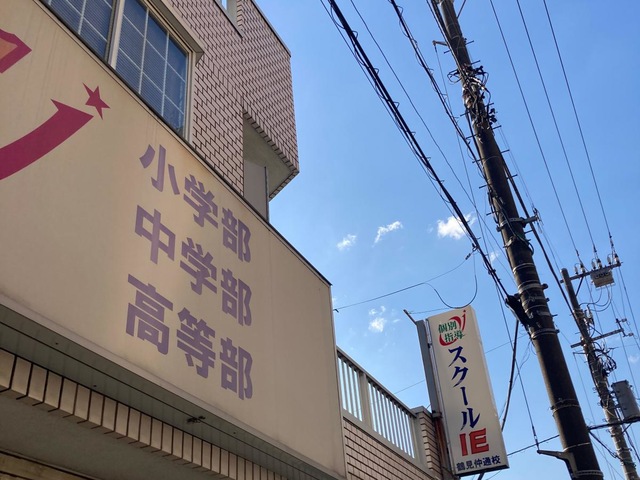 小学部
中学部
高等部
個別
指導
スクール
IE
鶴見仲通校